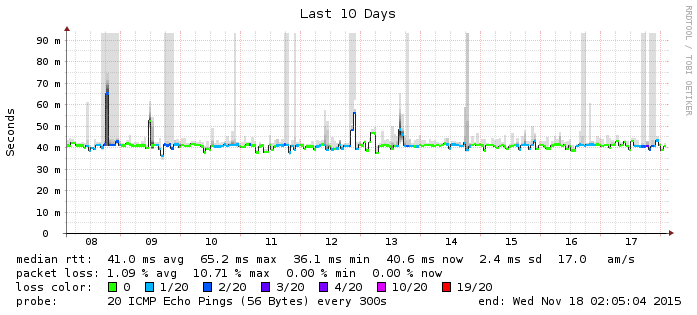 Last 10 Days
RRDTOOL / TOBI OETIKER
Seconds
90 m
80 m
70 m
60 m
50 m
40 m
30 m
20 m
10 m
0
08 09 10 11 12 13 14 15 16 17
median rtt: 41.0 ms avg 65.2 ms max 36.1 ms min 40.6 ms now 2.4 ms sd 17.0 am/s
packet loss: 1.09 % avg 10.71 % max 0.00 % min 0.00 % now
loss color: 0 1/20 2/20 3/20 4/20 10/20 19/20
probe: 20 ICMP Echo Pings (56 Bytes) every 300s end: Wed Nov 18 02:05:04 2015